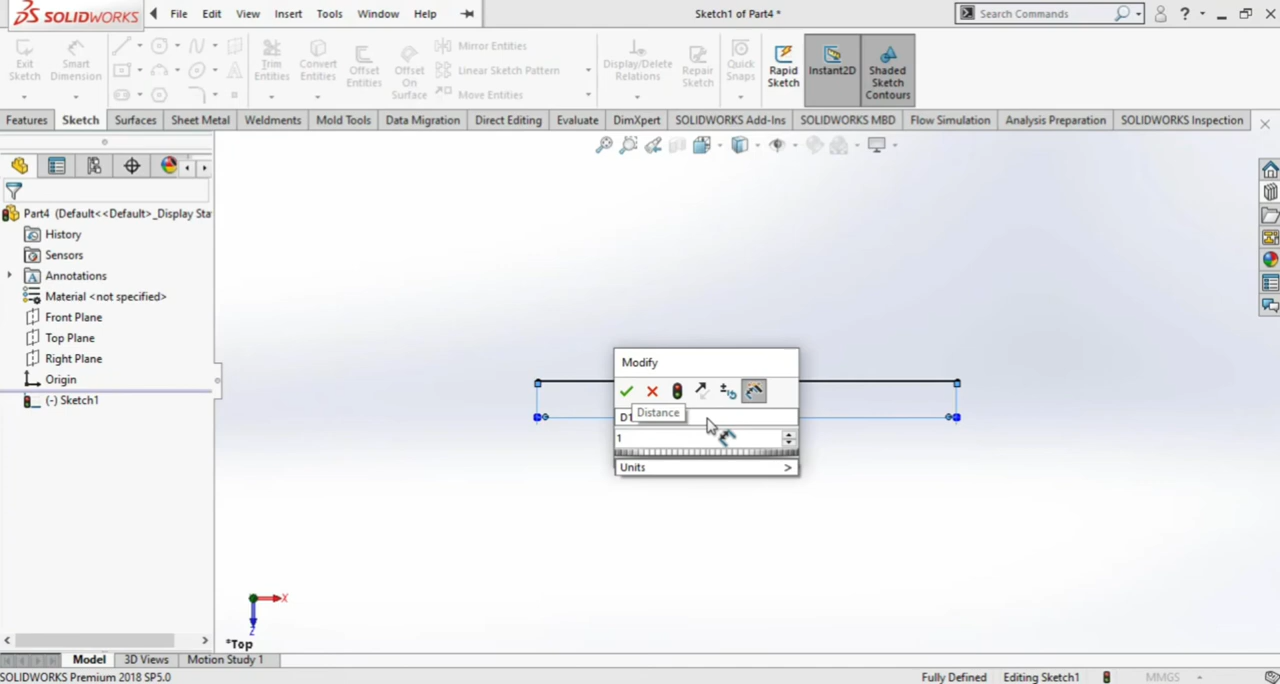 SOLIDWORKS File Edit View Insert Tools Window Help Sketch1 of Part4 * Search Commands ?
Exit Sketch
Smart Dimension
Trim Entities
Convert Entities
Offset Entities
Offset On Surface
Mirror Entities
Linear Sketch Pattern
Move Entities
Display/Delete Relations
Repair Sketch
Quick Snaps
Rapid Sketch
Instant2D
Shaded Sketch Contours
Features Sketch Surfaces Sheet Metal Weldments Mold Tools Data Migration Direct Editing Evaluate DimXpert SOLIDWORKS Add-Ins SOLIDWORKS MBD Flow Simulation Analysis Preparation SOLIDWORKS Inspection
Part4 (Default<<Default>_Display Sta
History
Sensors
Annotations
Material <not specified>
Front Plane
Top Plane
Right Plane
Origin
(-) Sketch1
Modify
Distance
1
Units >
X
Z
*Top
Model 3D Views Motion Study 1
SOLIDWORKS Premium 2018 SP5.0 Fully Defined Editing Sketch1 MMGS